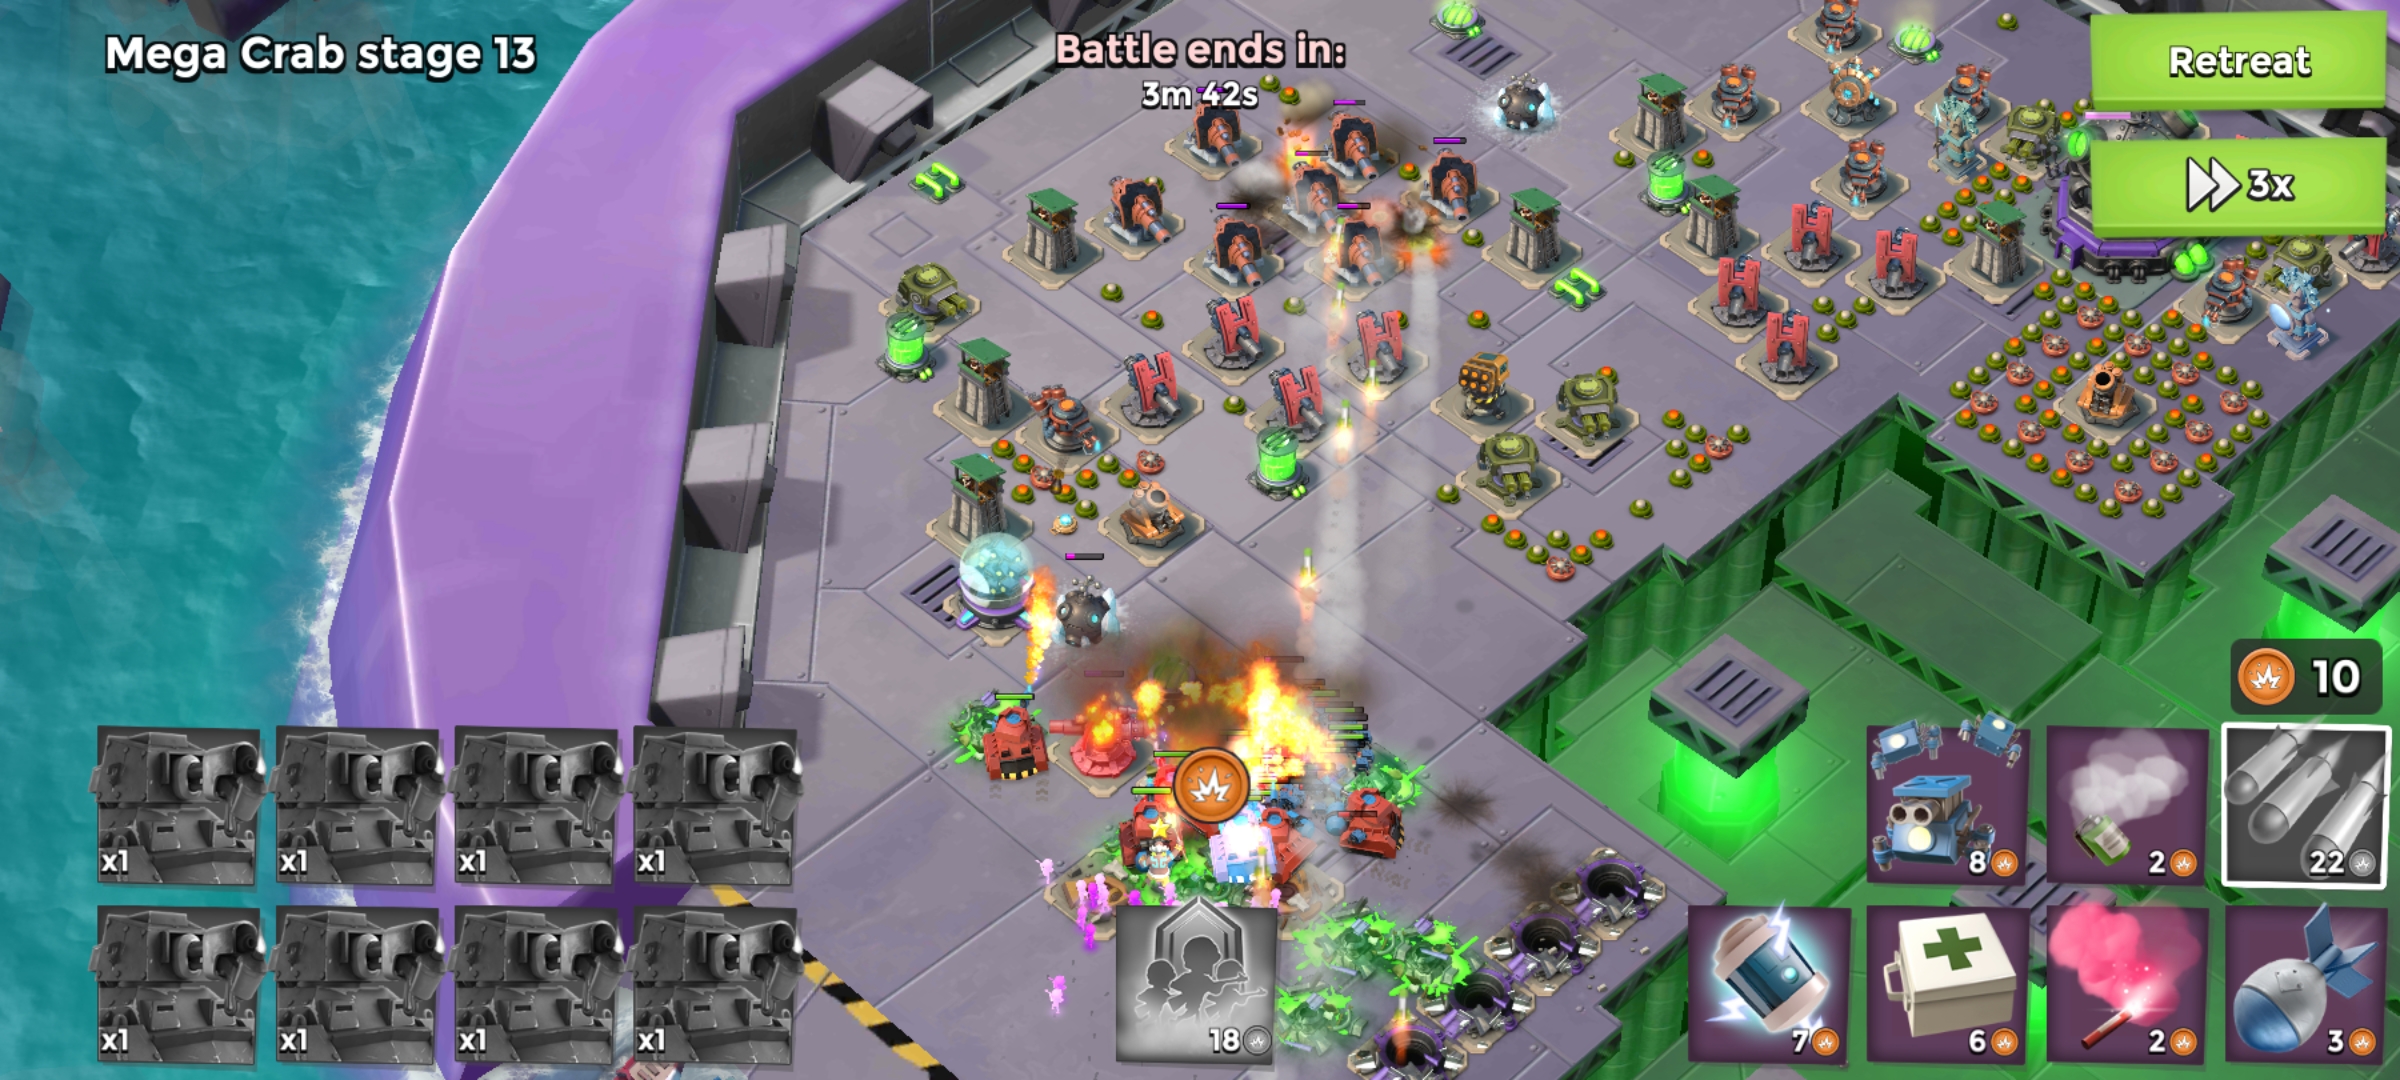 Mega Crab stage 13
Battle ends in:
3m 42s
Retreat
3x
10
8
2
22
x1
x1
x1
x1
7
6
2
3
x1
x1
x1
x1
18